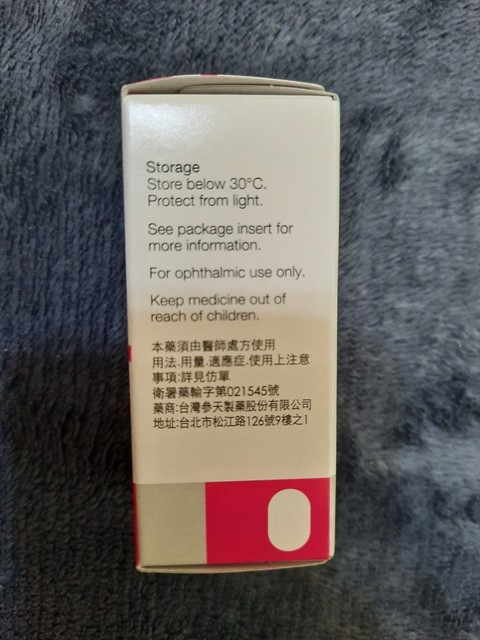 Storage
Store below 30°C.
Protect from light.
See package insert for
more information.
For ophthalmic use only.
Keep medicine out of
reach of children.
本藥須由醫師處方使用
用法.用量.適應症.使用上注意
事項:詳見仿單
衛署藥輸字第021545號
藥商:台灣參天製藥股份有限公司
地址:台北市松江路126號9樓之1